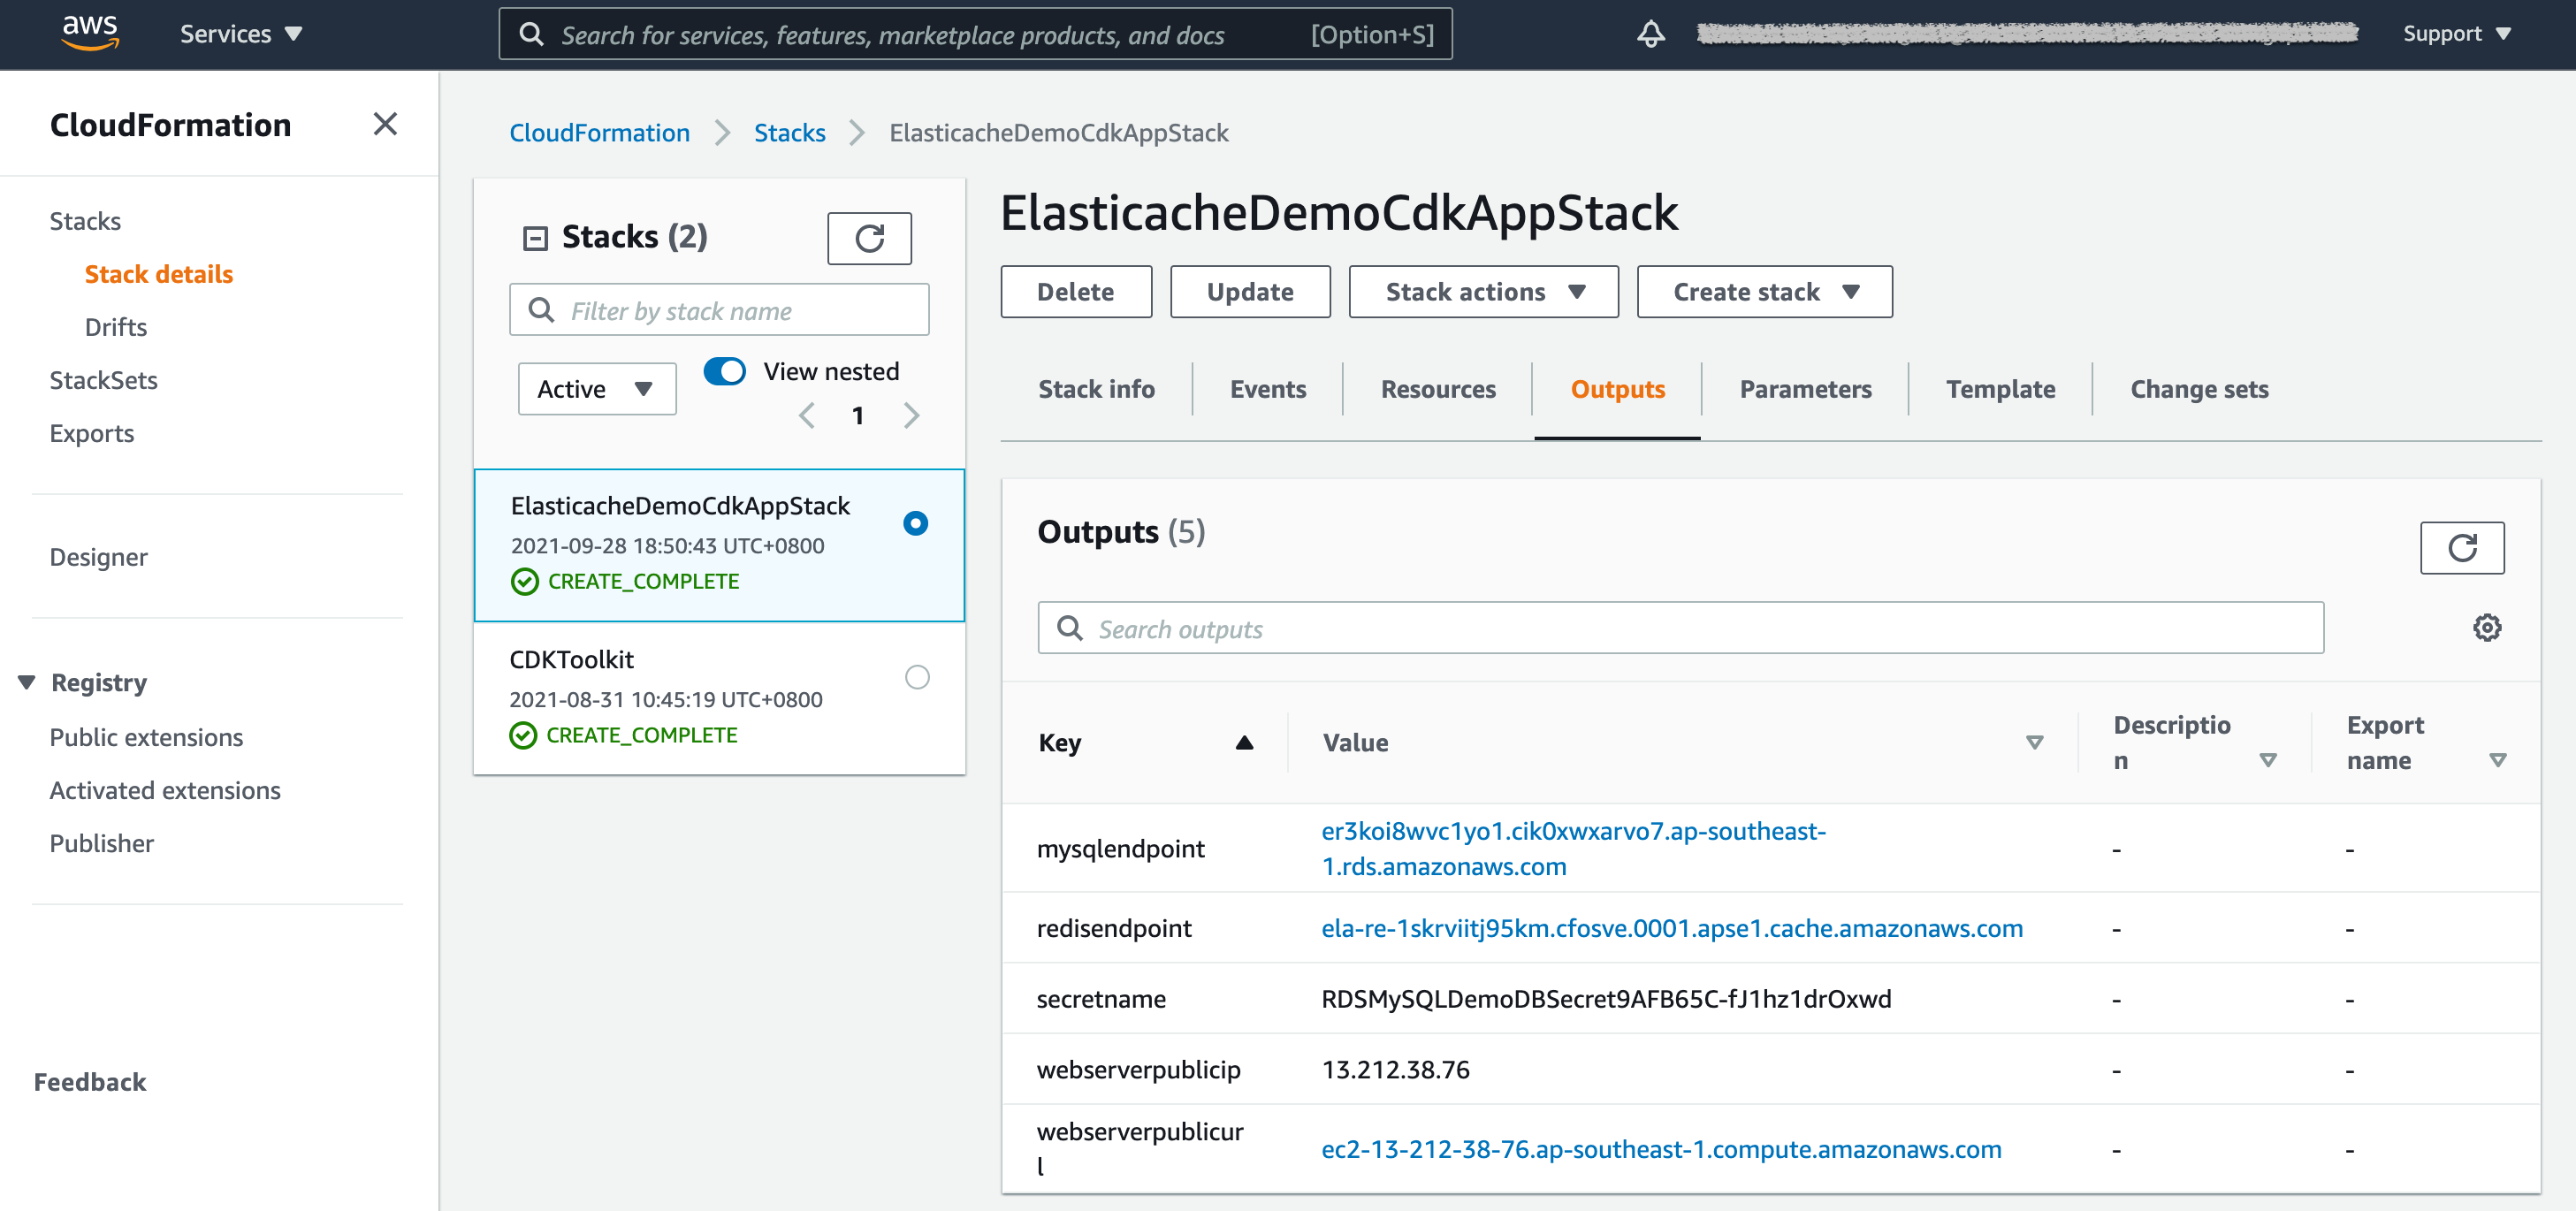 aws
Services
Search for services, features, marketplace products, and docs
[Option+S]
Support
CloudFormation
Stacks
Stack details
Drifts
StackSets
Exports
Designer
Registry
Public extensions
Activated extensions
Publisher
Feedback
CloudFormation
Stacks
ElasticacheDemoCdkAppStack
Stacks (2)
Filter by stack name
Active
View nested
1
ElasticacheDemoCdkAppStack
2021-09-28 18:50:43 UTC+0800
CREATE_COMPLETE
CDKToolkit
2021-08-31 10:45:19 UTC+0800
CREATE_COMPLETE
ElasticacheDemoCdkAppStack
Delete
Update
Stack actions
Create stack
Stack info
Events
Resources
Outputs
Parameters
Template
Change sets
Outputs (5)
Search outputs
Key
Value
Descriptio
n
Export
name
mysqlendpoint
er3koi8wvc1yo1.cik0xwxarvo7.ap-southeast-
1.rds.amazonaws.com
-
-
redisendpoint
ela-re-1skrviitj95km.cfosve.0001.apse1.cache.amazonaws.com
-
-
secretname
RDSMySQLDemoDBSecret9AFB65C-fJ1hz1drOxwd
-
-
webserverpublicip
13.212.38.76
-
-
webserverpublicur
l
ec2-13-212-38-76.ap-southeast-1.compute.amazonaws.com
-
-